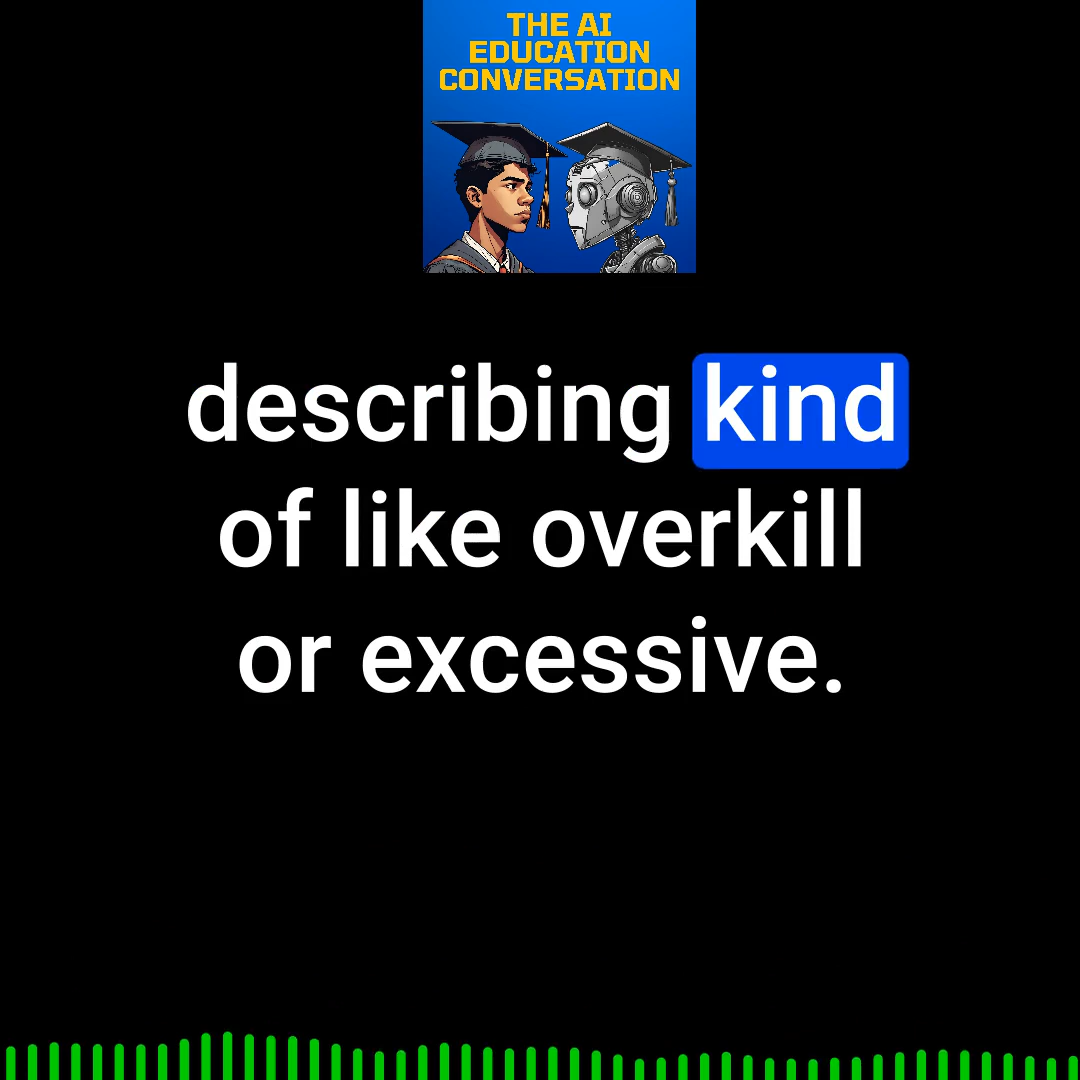 THE AI
EDUCATION
CONVERSATION
describing kind
of like overkill
or excessive.